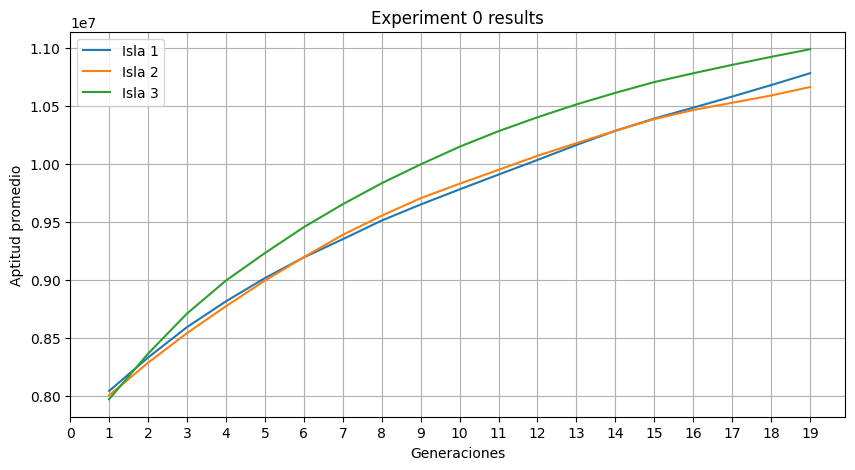 Experiment 0 results
1e7
Isla 1
Isla 2
Isla 3
1.10
1.05
1.00
0.95
0.90
0.85
0.80
Aptitud promedio
0 1 2 3 4 5 6 7 8 9 10 11 12 13 14 15 16 17 18 19
Generaciones